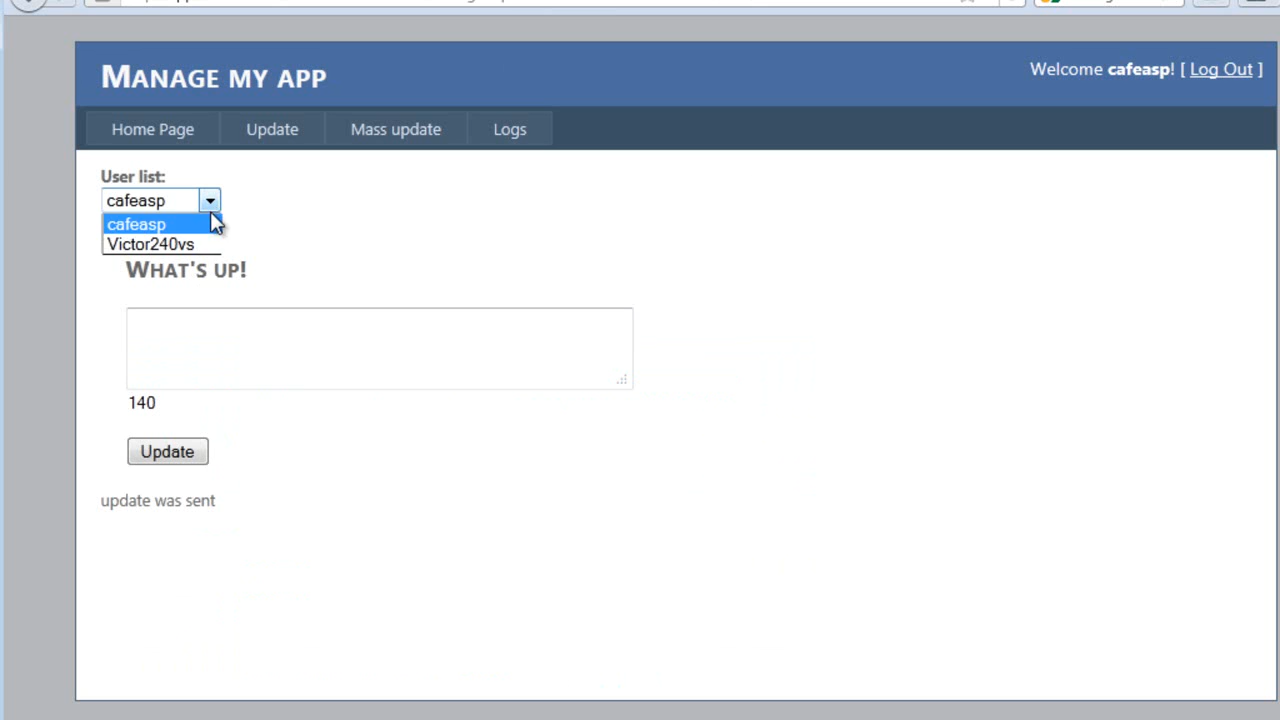 MANAGE MY APP
Welcome cafeasp! [ Log Out ]
Home Page Update Mass update Logs
User list:
cafeasp
cafeasp
Victor240vs
WHAT'S UP!
140
Update
update was sent